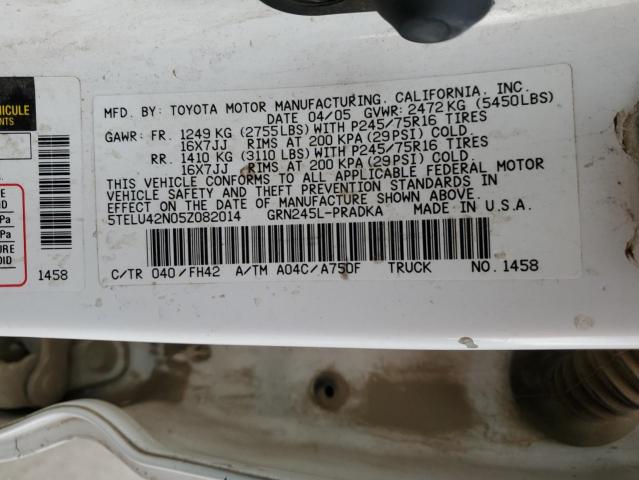 MFD. BY: TOYOTA MOTOR MANUFACTURING, CALIFORNIA, INC.
DATE 04/05 GVWR: 2472 KG (5450LBS)
GAWR: FR. 1249 KG (2755LBS) WITH P245/75R16 TIRES
16X7JJ RIMS AT 200 KPA (29PSI) COLD.
RR. 1410 KG (3110 LBS) WITH P245/75R16 TIRES
16X7JJ RIMS AT 200 KPA (29PSI) COLD.
THIS VEHICLE CONFORMS TO ALL APPLICABLE FEDERAL MOTOR
VEHICLE SAFETY AND THEFT PREVENTION STANDARDS IN
EFFECT ON THE DATE OF MANUFACTURE SHOWN ABOVE
5TELU42N05Z082014 GRN245L-PRADKA MADE IN U.S.A.
C/TR 040/FH42 A/TM A04C/A750F TRUCK NO. 1458
1458